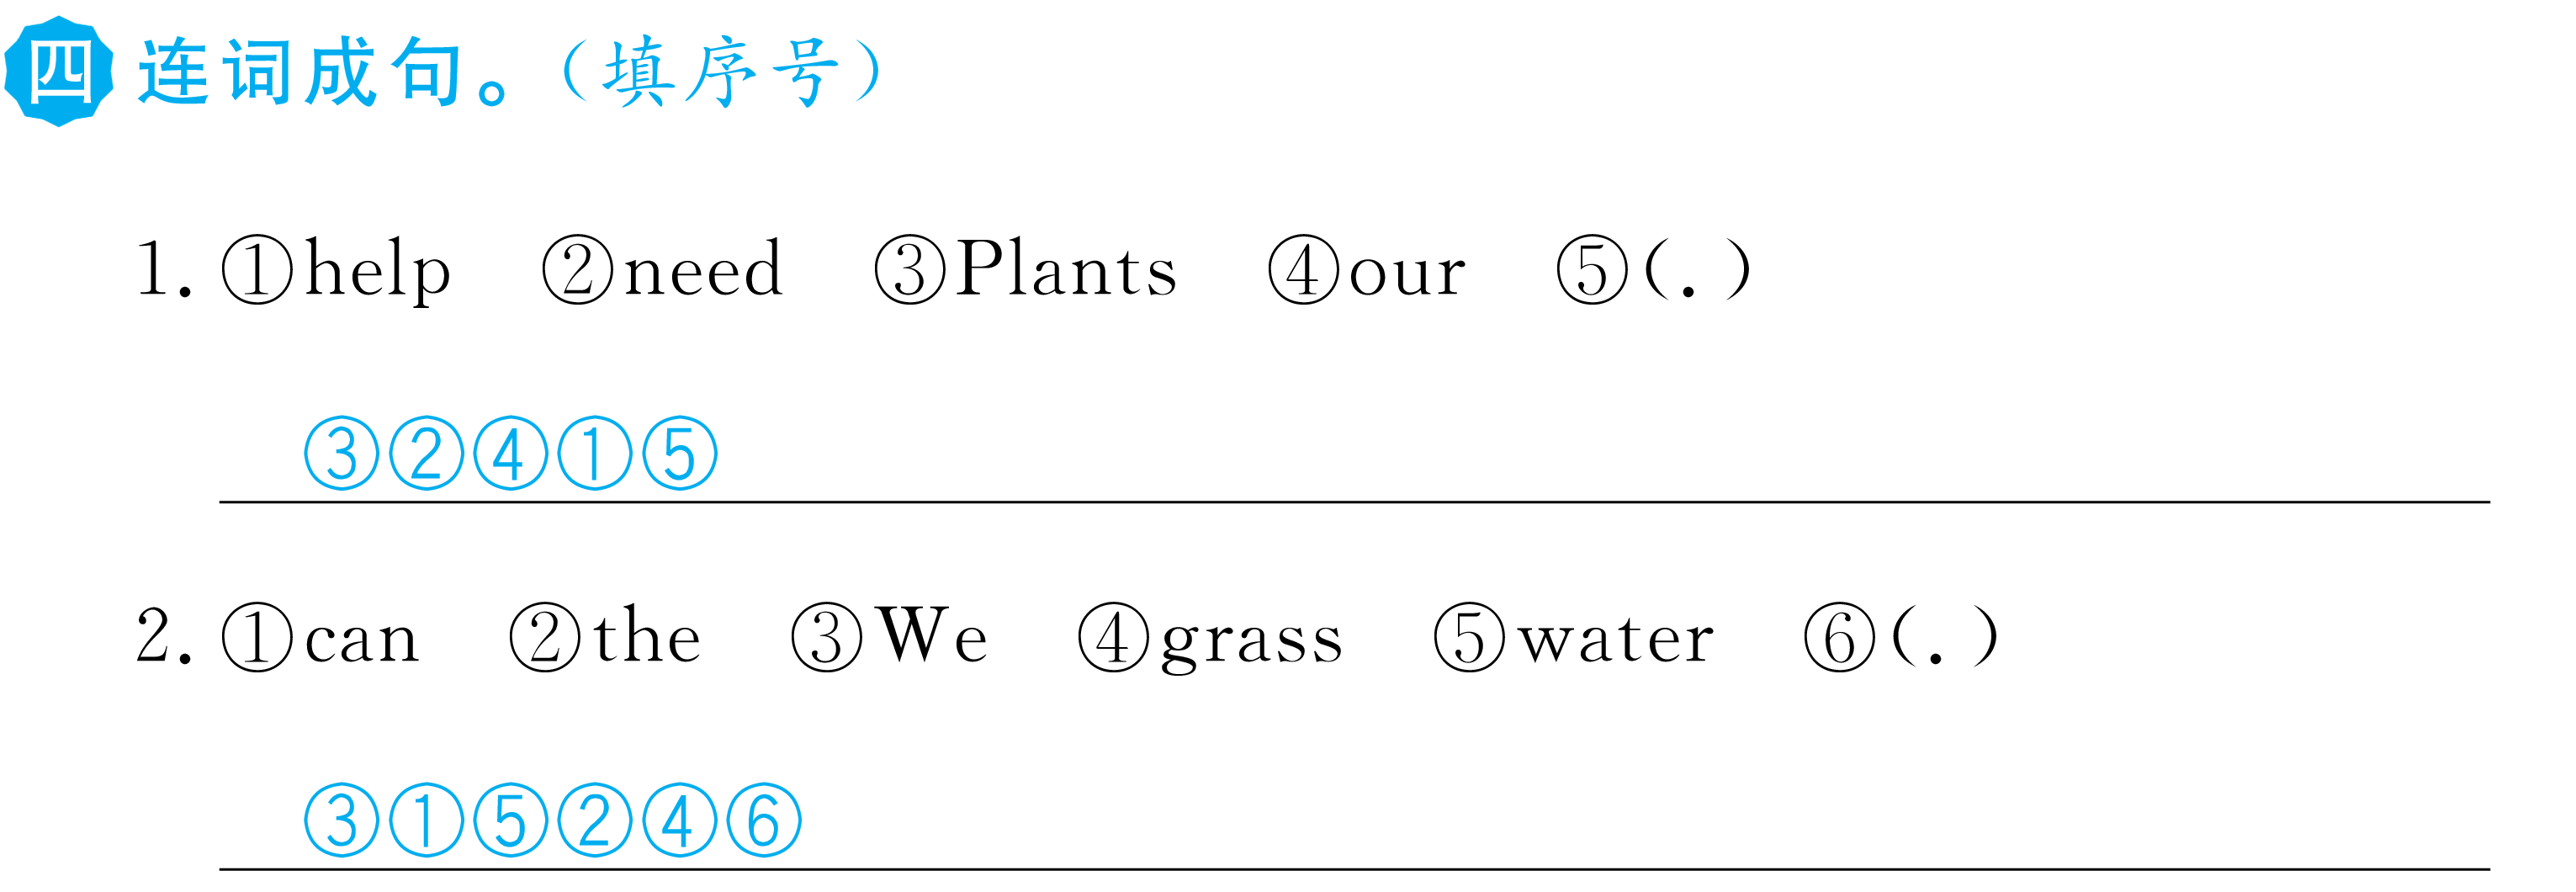 四 连词成句。（填序号）
1. ①help ②need ③Plants ④our ⑤(.)
③②④①⑤
2. ①can ②the ③We ④grass ⑤water ⑥(.)
③①⑤②④⑥